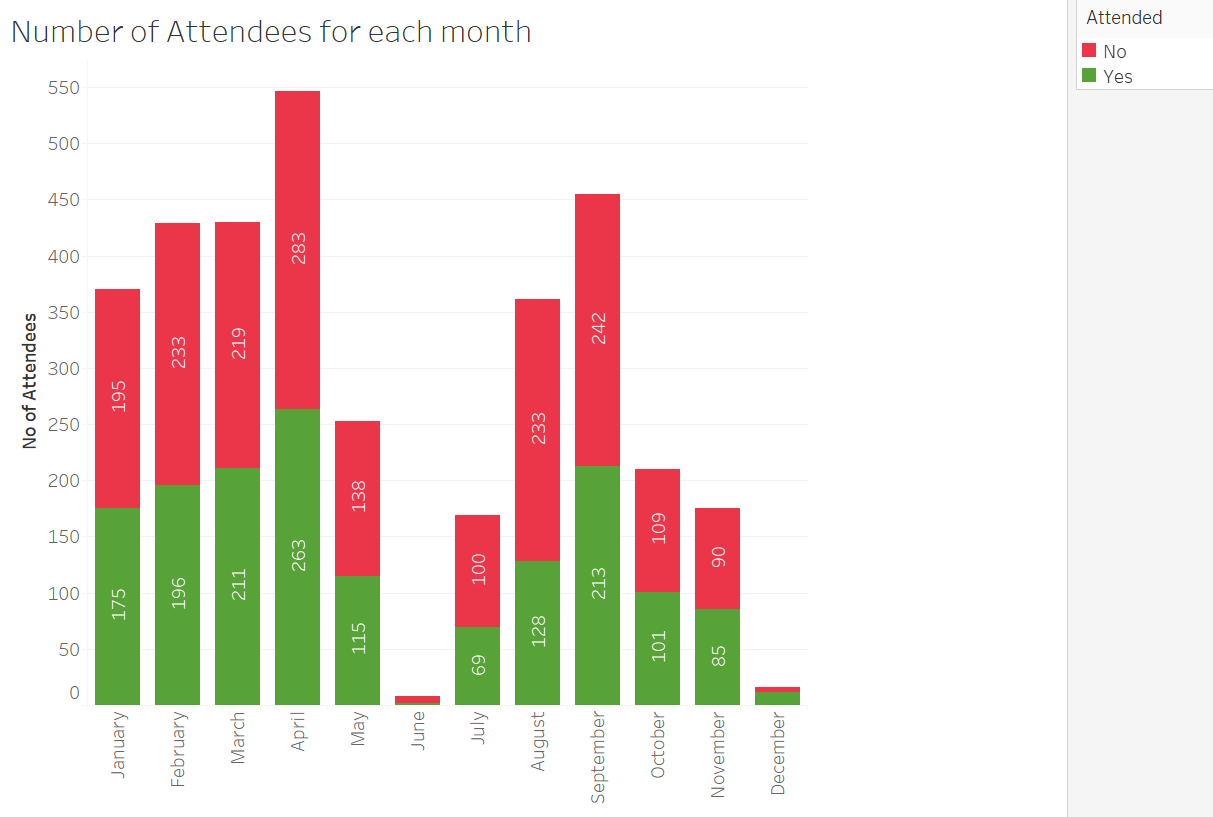 Number of Attendees for each month
Attended
No
Yes
No of Attendees
550
500
450
400
350
300
250
200
150
100
50
0
195
175
233
196
219
211
283
263
138
115
100
69
233
128
242
213
109
101
90
85
January
February
March
April
May
June
July
August
September
October
November
December